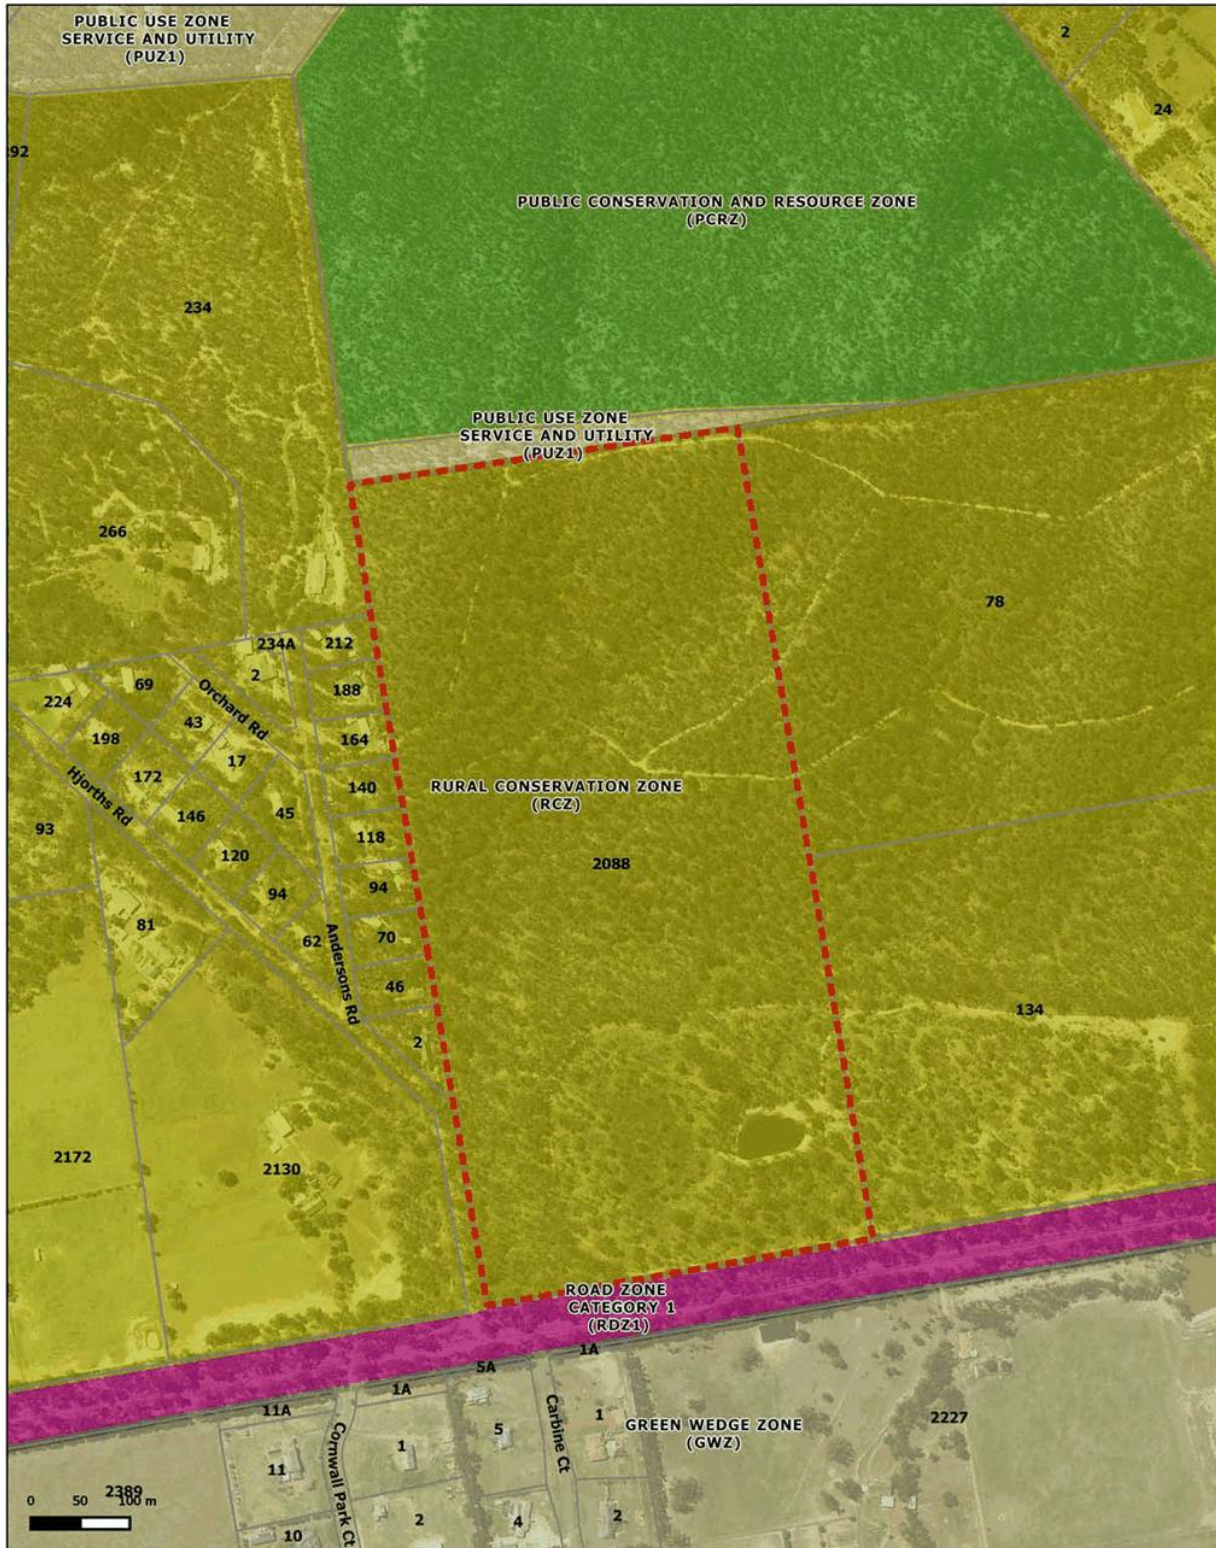 PUBLIC USE ZONE
SERVICE AND UTILITY
(PUZ1)
2
24
92
PUBLIC CONSERVATION AND RESOURCE ZONE
(PCRZ)
234
PUBLIC USE ZONE
SERVICE AND UTILITY
(PUZ1)
266
78
234A
212
2
69
188
224
Orchard Rd
43
198
164
17
172
140
Hjorths Rd
RURAL CONSERVATION ZONE
(RCZ)
146
45
93
118
120
2088
94
94
81
62
70
Andersons Rd
46
134
2
2172
2130
ROAD ZONE
CATEGORY 1
(RDZ1)
1A
5A
1A
11A
Carbine Ct
1
2227
GREEN WEDGE ZONE
(GWZ)
5
Cornwall Park Ct
1
11
2389
0 50 100 m
2
4
2
10